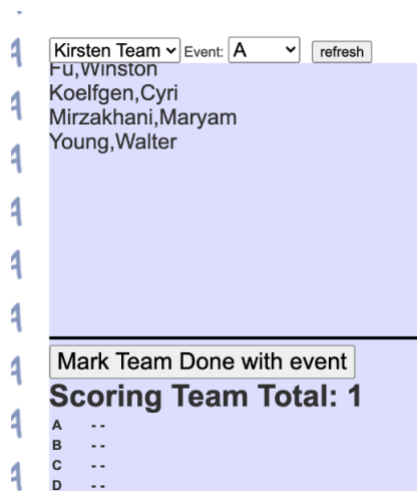 Kirsten Team Event: A refresh
Fu,Winston
Koelfgen,Cyri
Mirzakhani,Maryam
Young,Walter
Mark Team Done with event
Scoring Team Total: 1
A - -
B - -
C - -
D - -